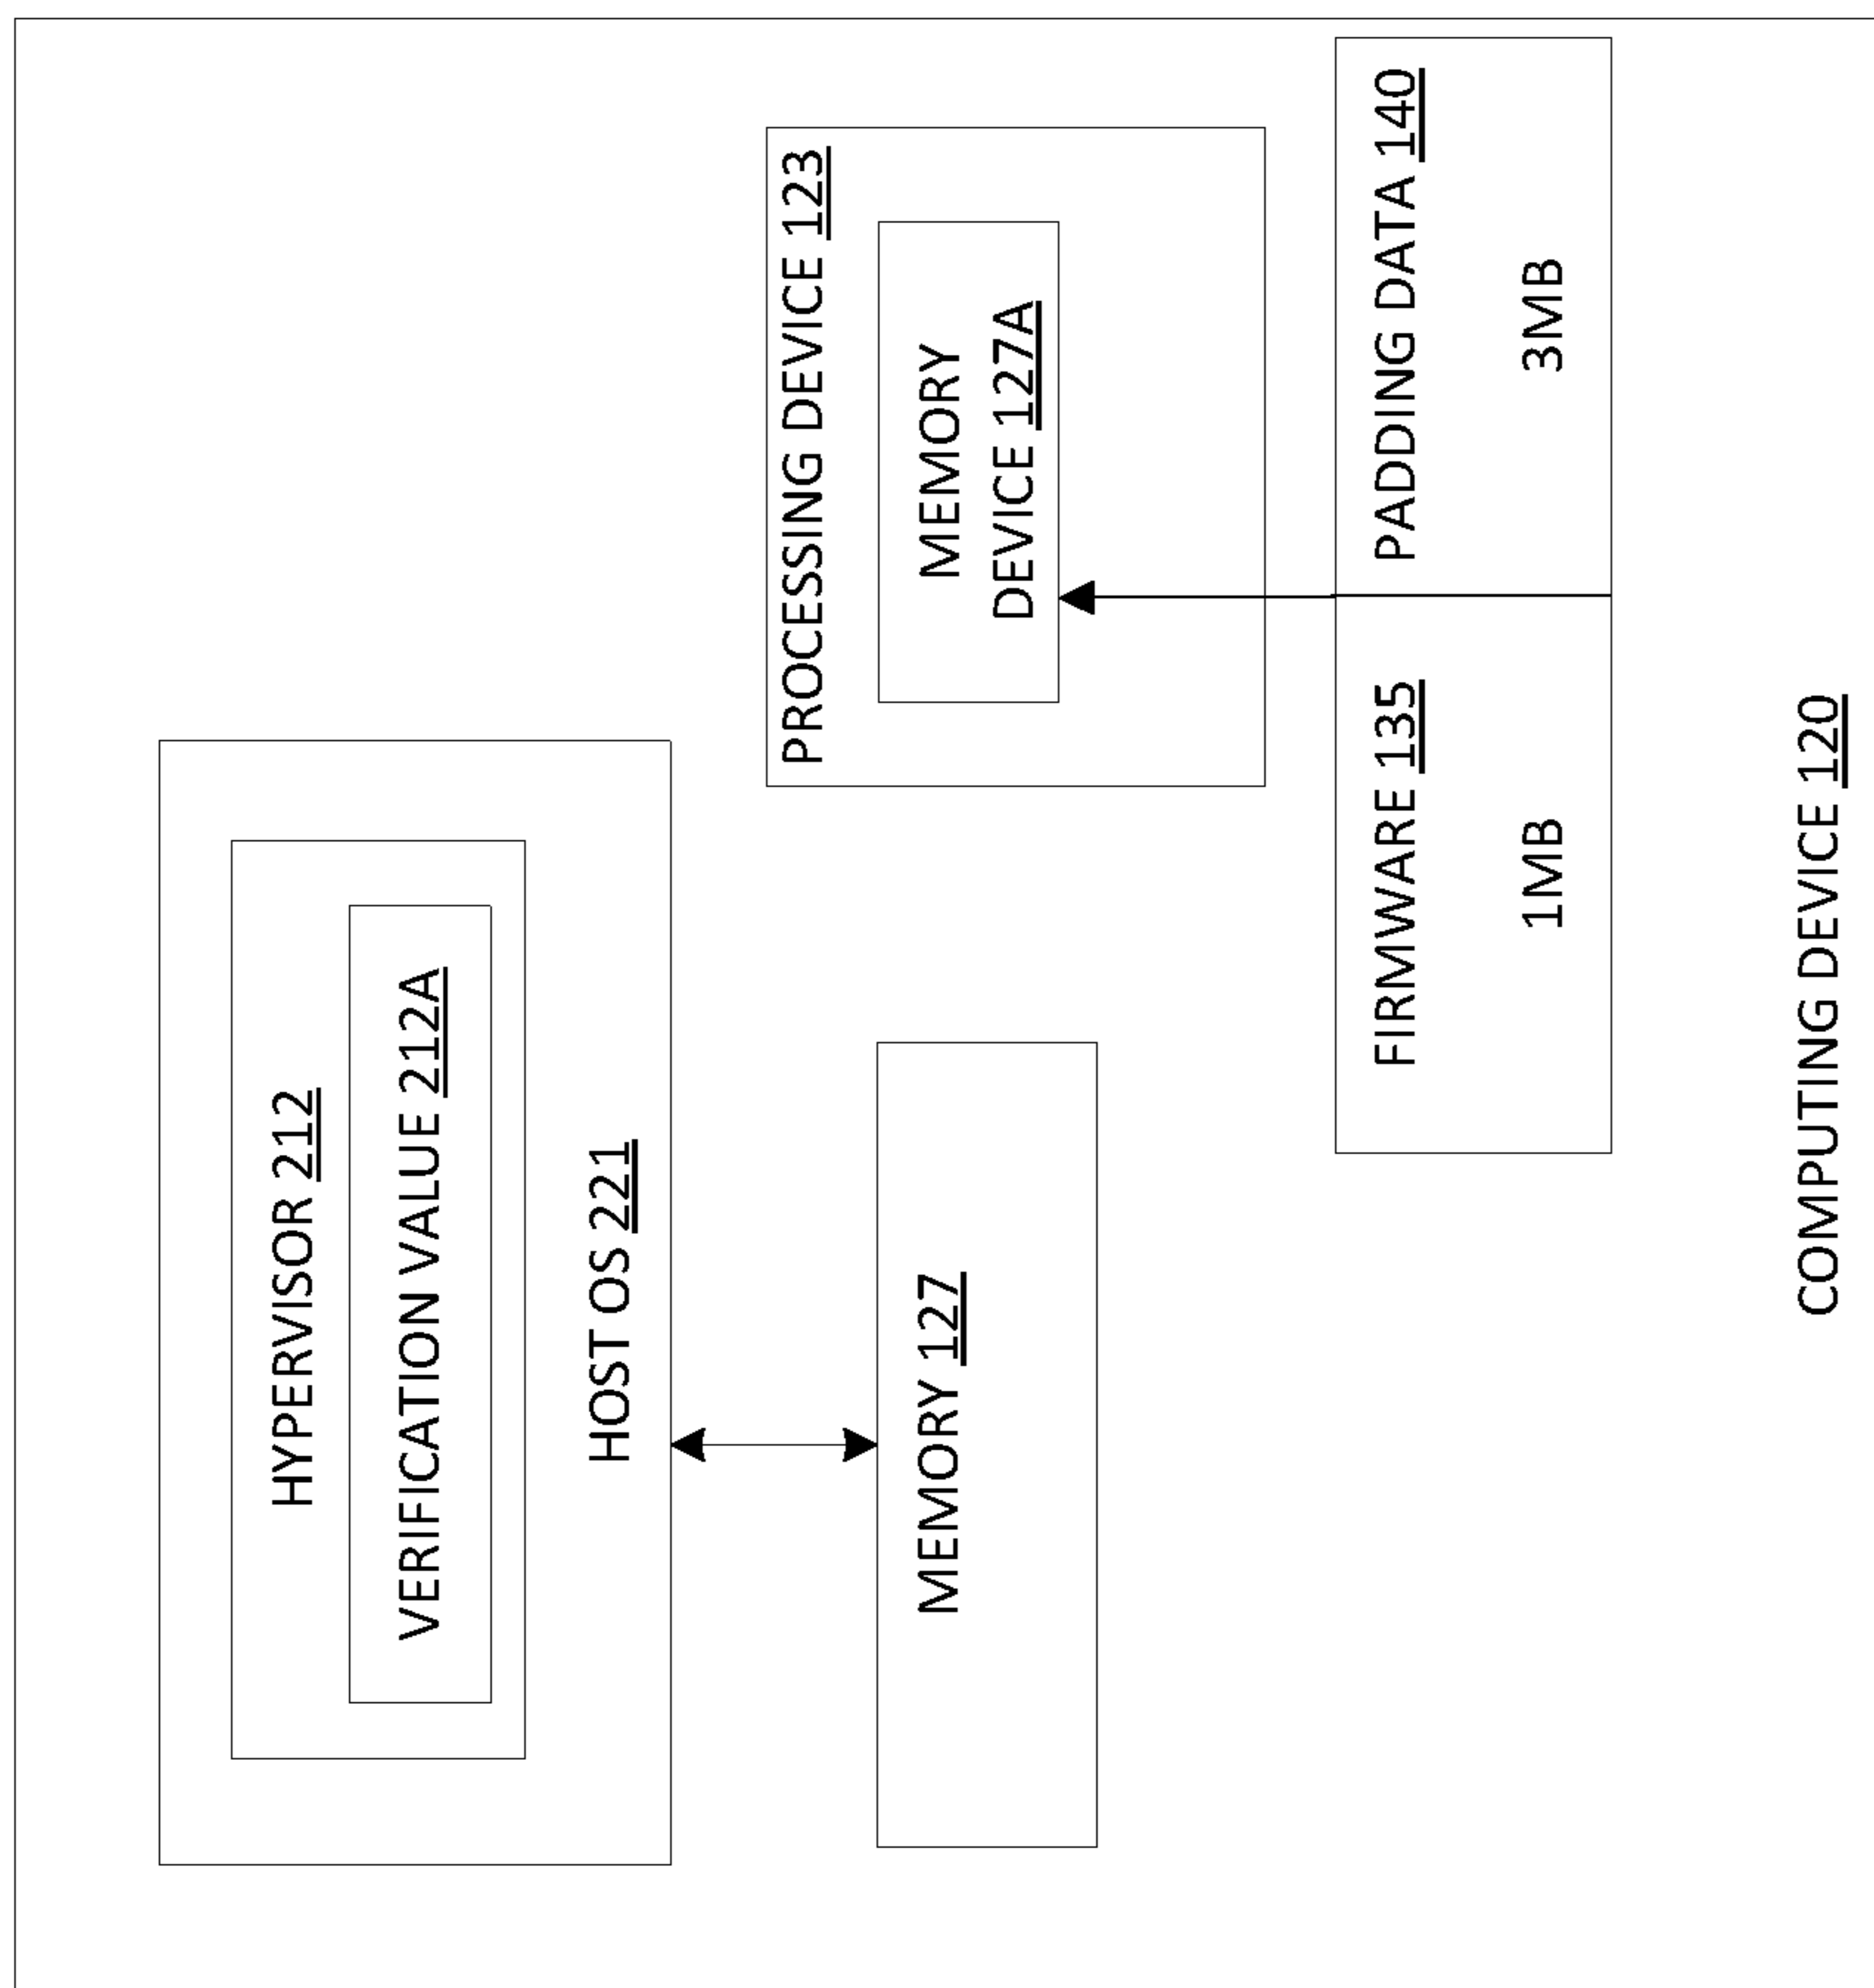 HYPERVISOR 212
VERIFICATION VALUE 212A
HOST OS 221
PROCESSING DEVICE 123
MEMORY
DEVICE 127A
MEMORY 127
FIRMWARE 135
1MB
PADDING DATA 140
3MB
COMPUTING DEVICE 120